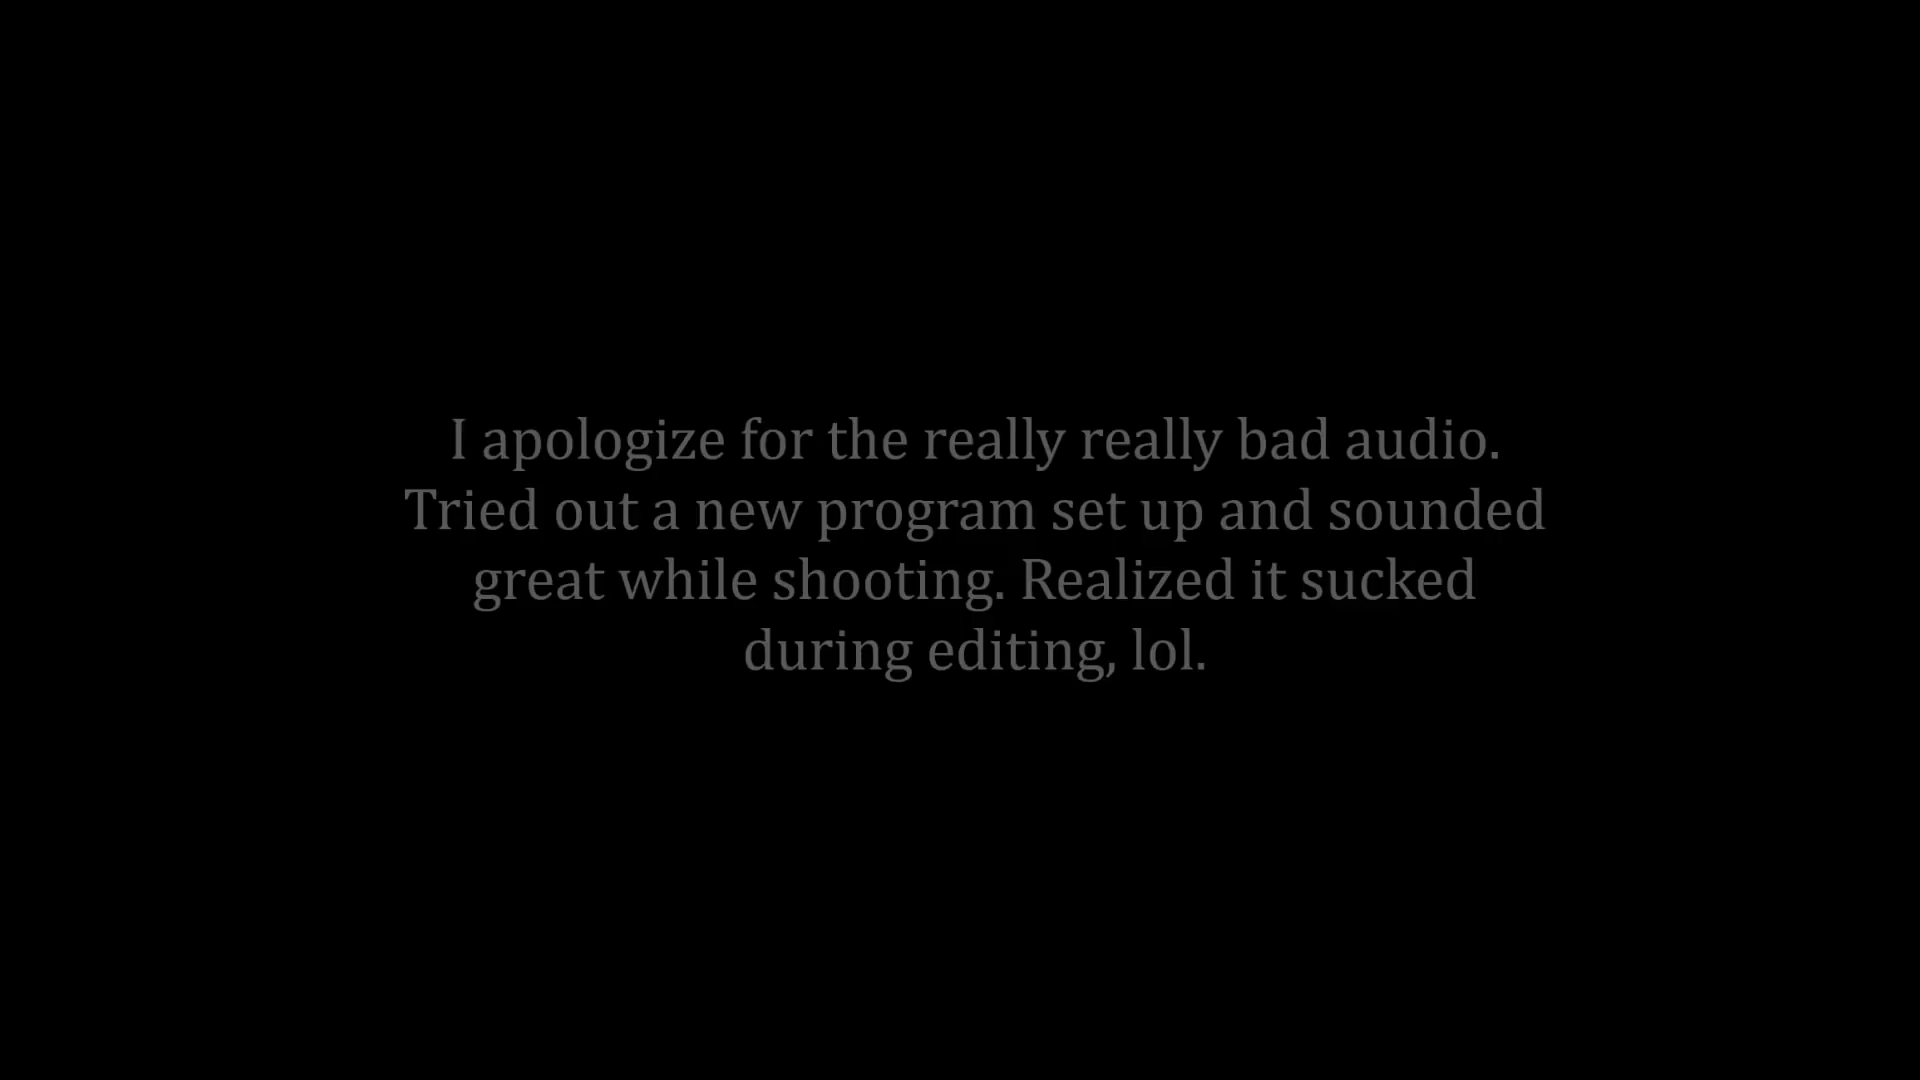 I apologize for the really really bad audio.
Tried out a new program set up and sounded
great while shooting. Realized it sucked
during editing, lol.